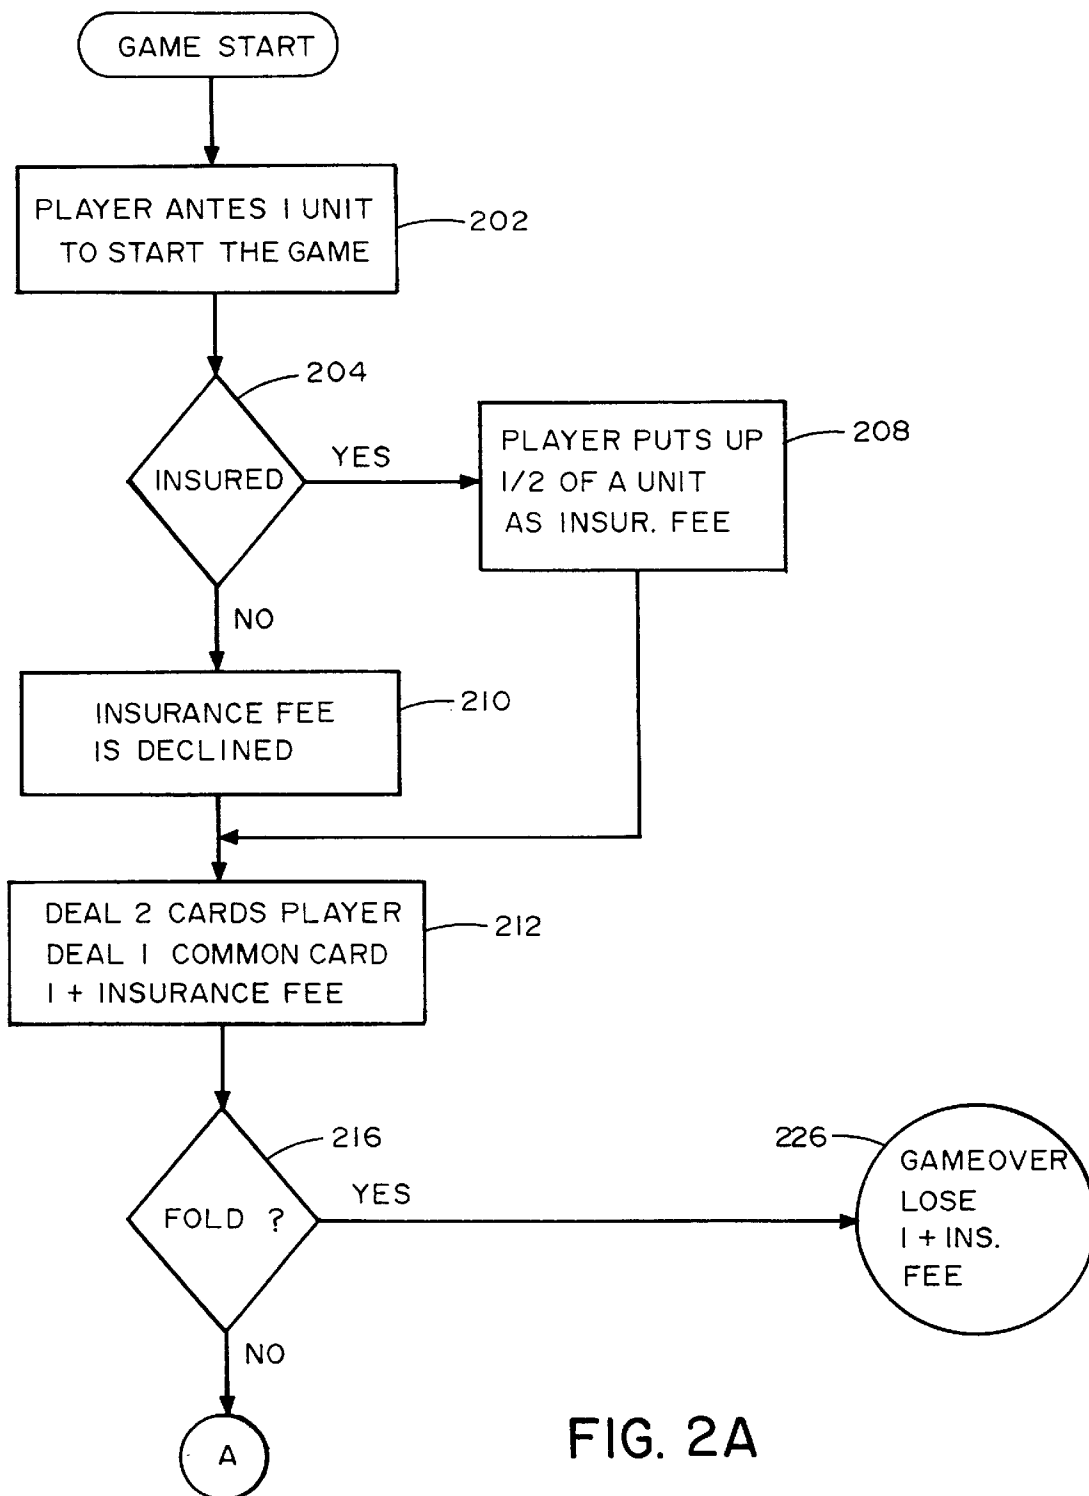 GAME START
PLAYER ANTES 1 UNIT
TO START THE GAME
202
204
INSURED
YES
PLAYER PUTS UP
1/2 OF A UNIT
AS INSUR. FEE
208
NO
INSURANCE FEE
IS DECLINED
210
DEAL 2 CARDS PLAYER
DEAL 1 COMMON CARD
1 + INSURANCE FEE
212
216
FOLD ?
YES
226
GAMEOVER
LOSE
1 + INS.
FEE
NO
A
FIG. 2A